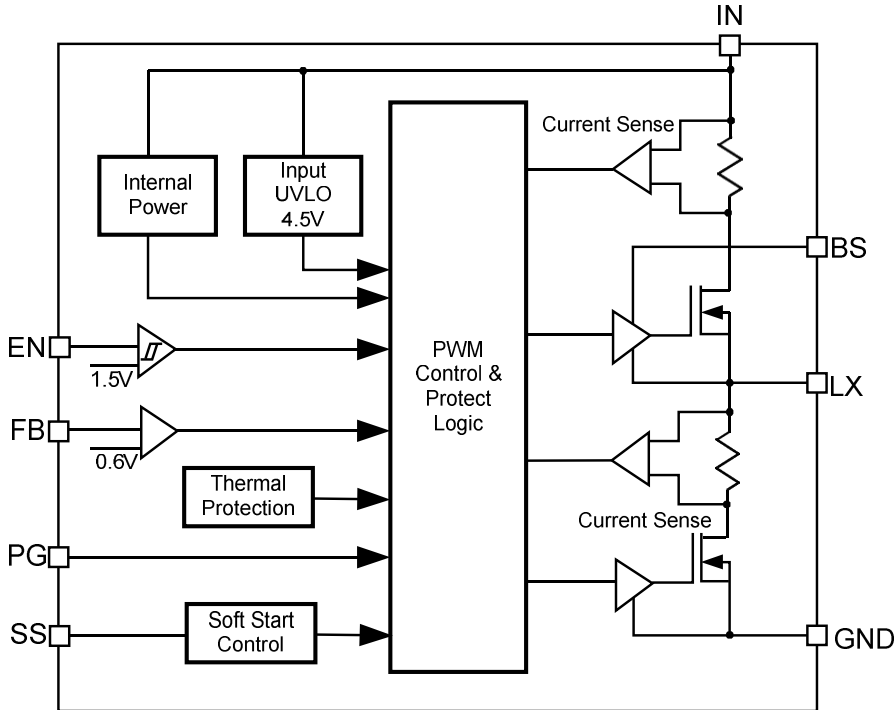 IN
Current Sense
Internal
Power
Input
UVLO
4.5V
BS
EN
1.5V
PWM
Control &
Protect
Logic
LX
FB
0.6V
Thermal
Protection
Current Sense
PG
SS
Soft Start
Control
GND